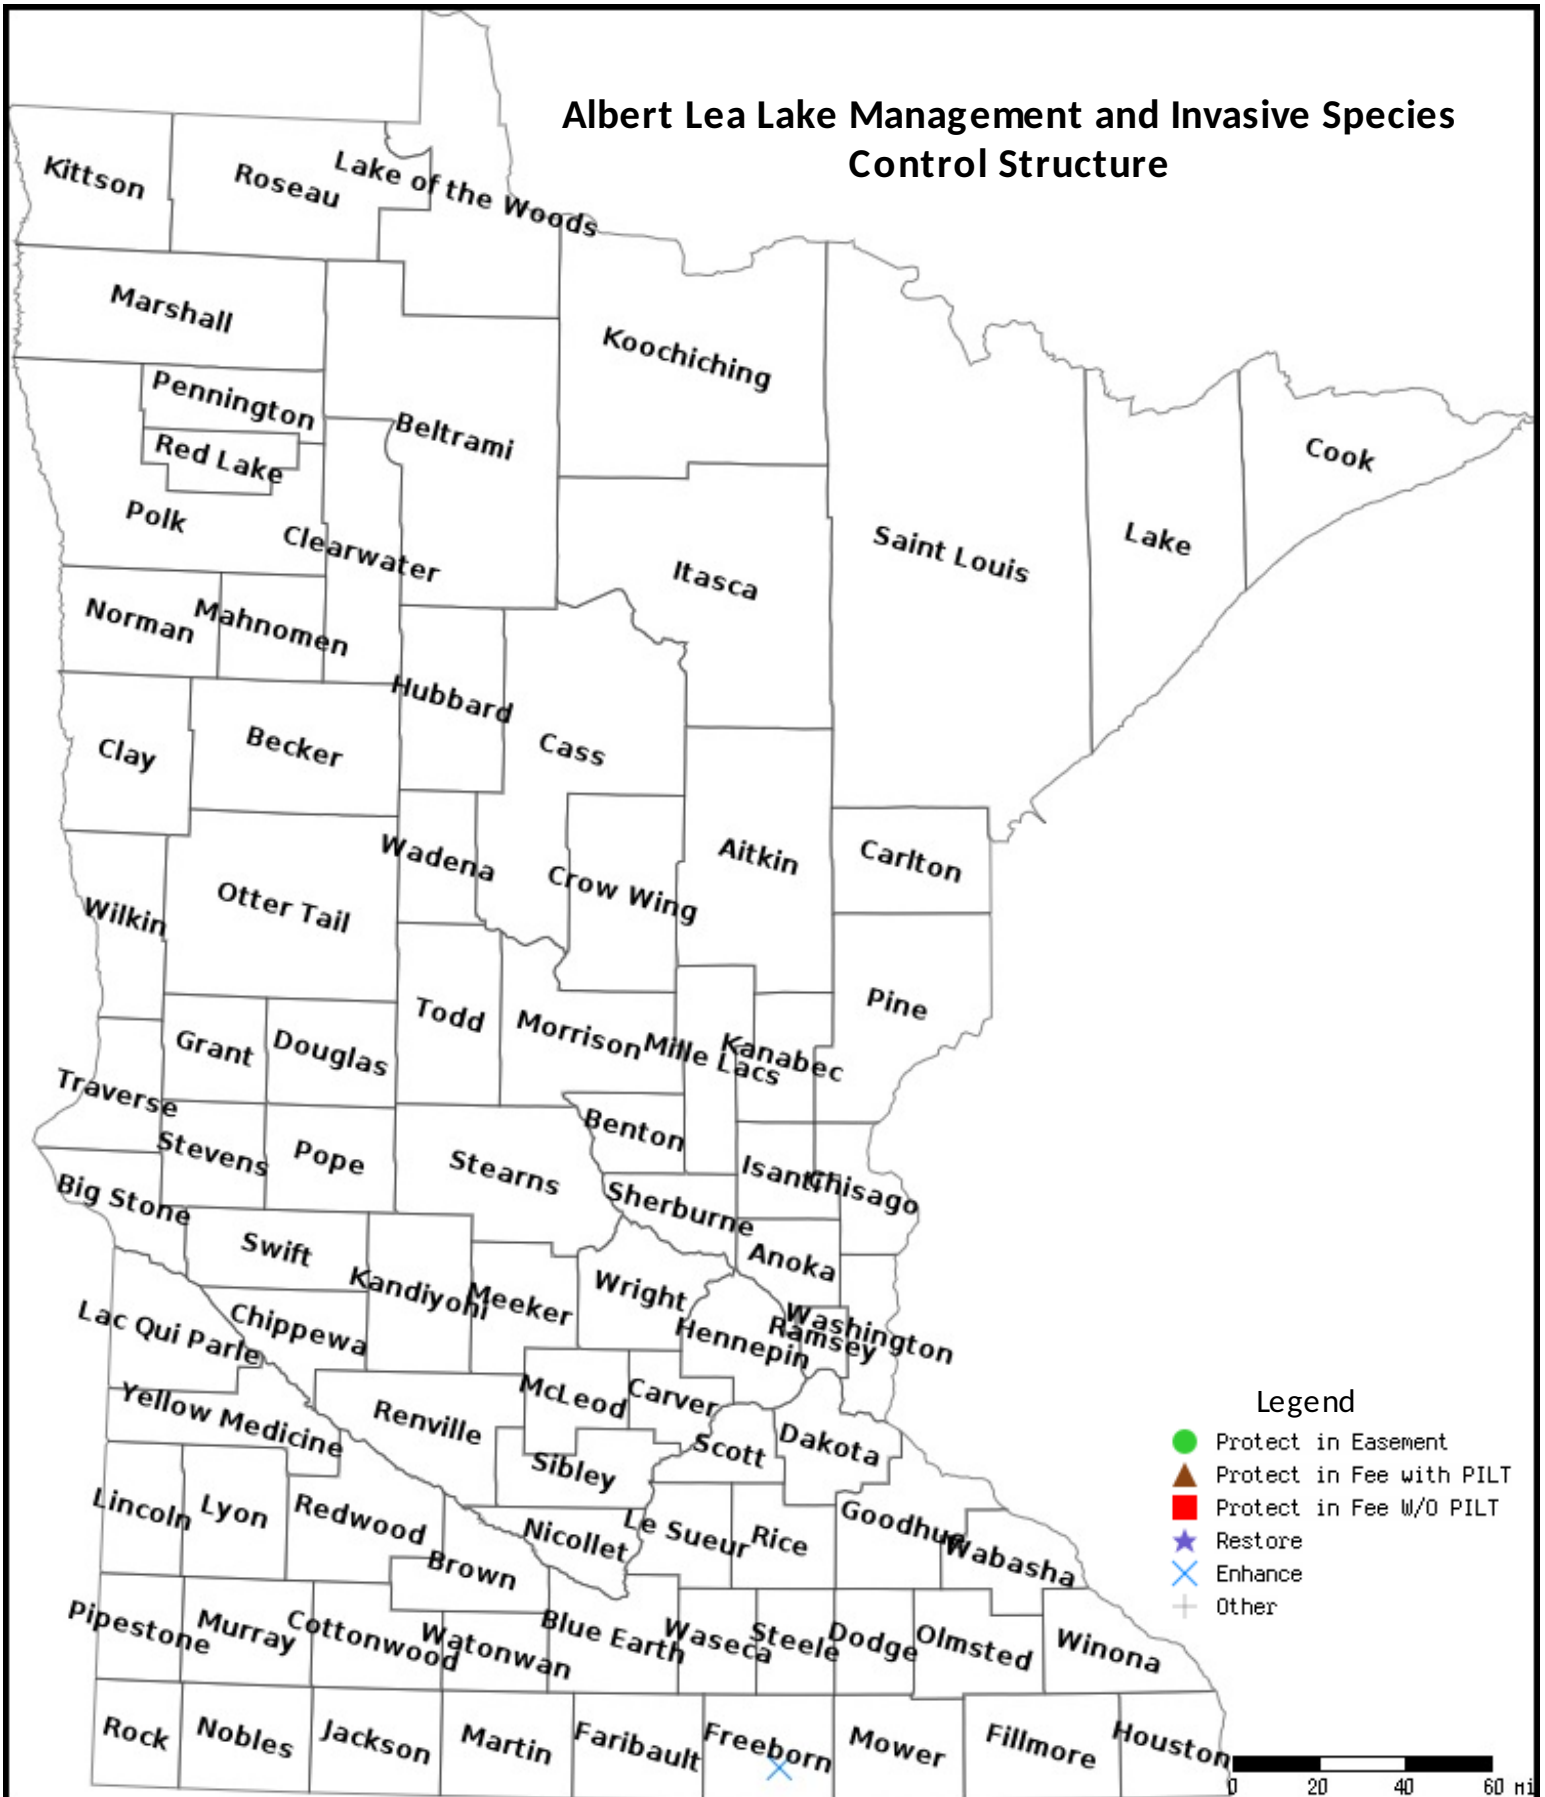 Albert Lea Lake Management and Invasive Species
Control Structure
Kittson
Roseau
Lake of the Woods
Marshall
Koochiching
Pennington
Beltrami
Red Lake
Cook
Polk
Clearwater
Saint Louis
Lake
Itasca
Norman
Mahnomen
Hubbard
Clay
Becker
Cass
Wadena
Aitkin
Carlton
Otter Tail
Crow Wing
Wilkin
Todd
Morrison
Pine
Grant
Douglas
Mille Lacs
Kanabec
Traverse
Stevens
Pope
Stearns
Benton
Isanti
Chisago
Big Stone
Sherburne
Swift
Anoka
Kandiyohi
Meeker
Wright
Washington
Ramsey
Hennepin
Lac Qui Parle
Chippewa
McLeod
Carver
Yellow Medicine
Renville
Scott
Dakota
Sibley
Legend
Protect in Easement
Protect in Fee with PILT
Protect in Fee W/O PILT
Restore
Enhance
Other
Lincoln
Lyon
Redwood
Nicollet
Le Sueur
Rice
Goodhue
Wabasha
Brown
Pipestone
Murray
Cottonwood
Watonwan
Blue Earth
Waseca
Steele
Dodge
Olmsted
Winona
Rock
Nobles
Jackson
Martin
Faribault
Freeborn
Mower
Fillmore
Houston
0 20 40 60 mi